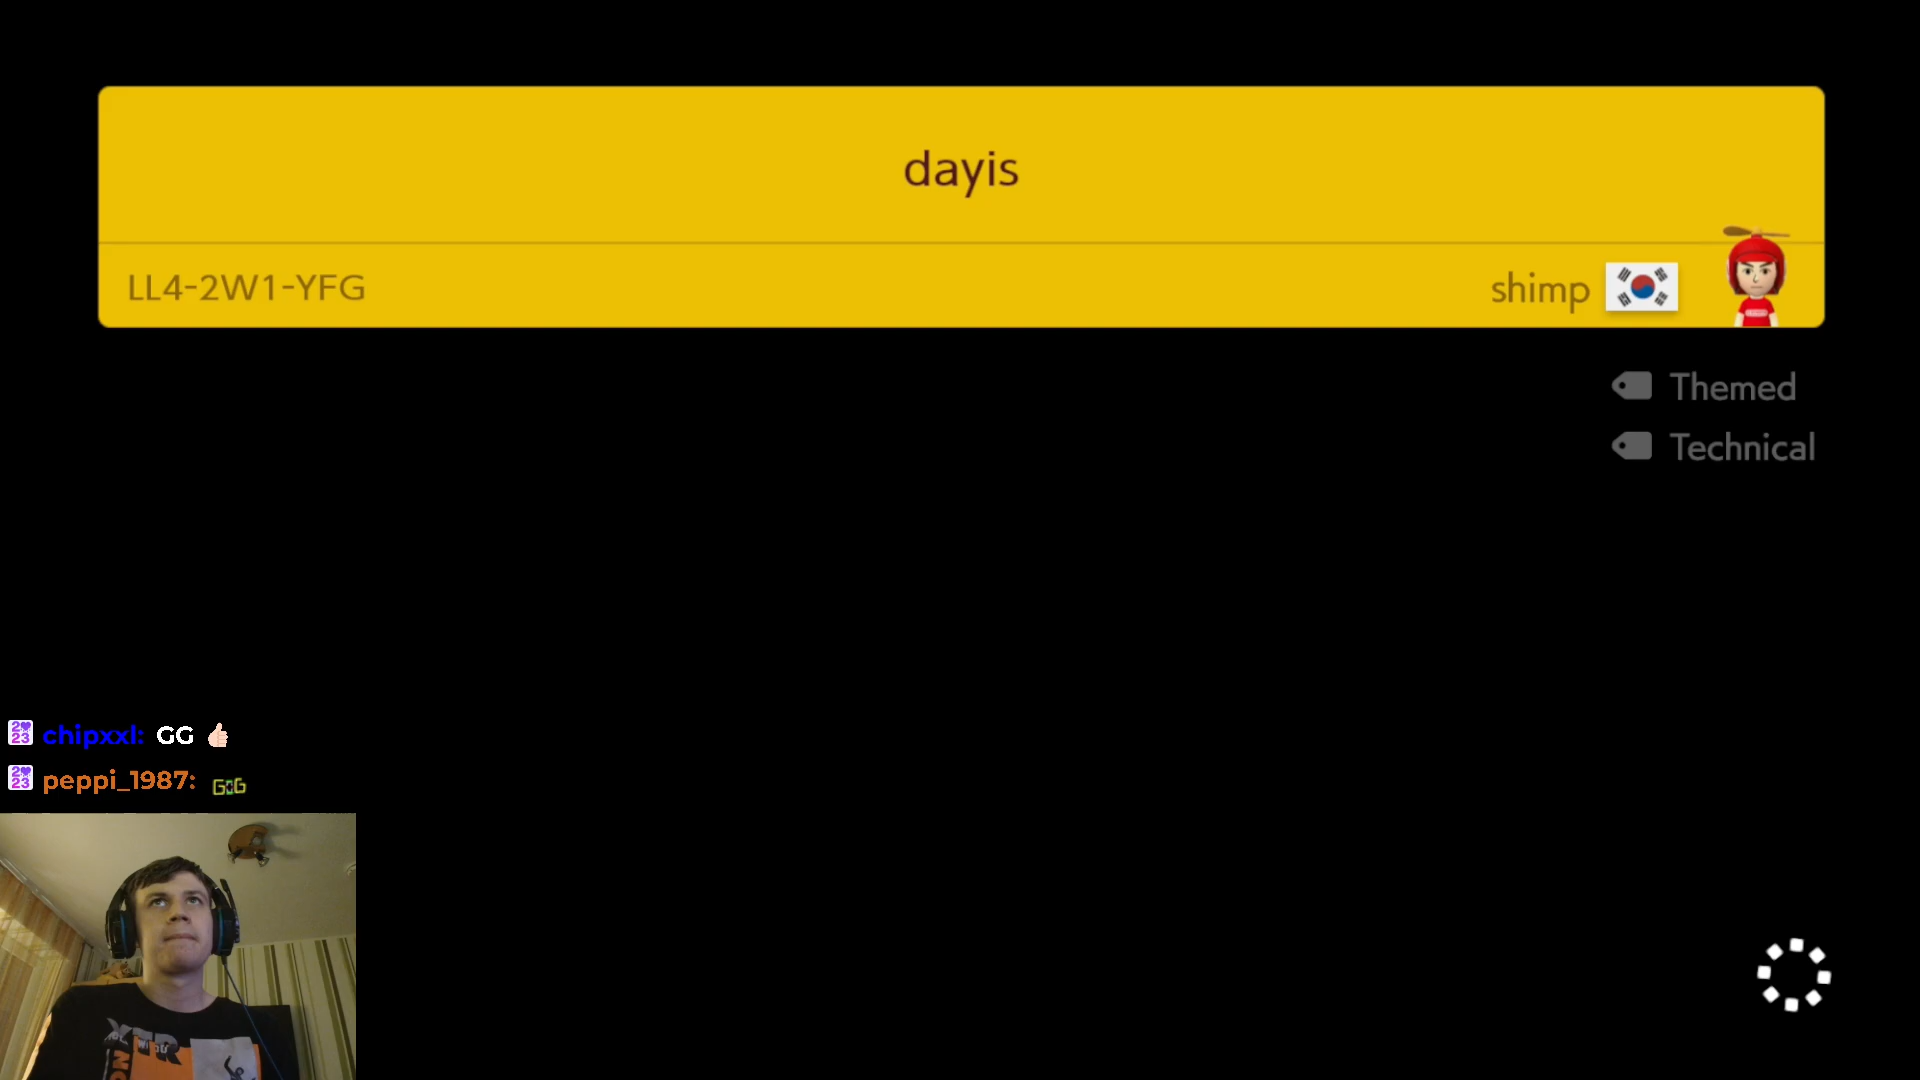 dayis
LL4-2W1-YFG
shimp
Themed
Technical
chipxxl: GG
peppi_1987: GG